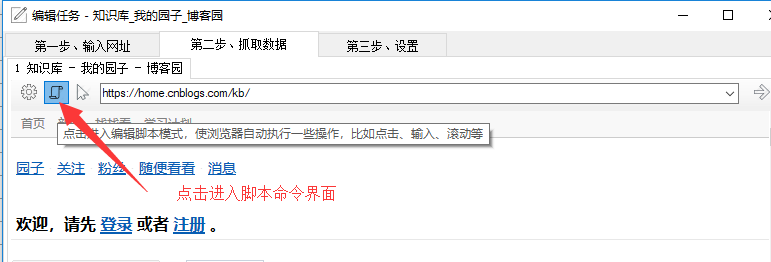 编辑任务 - 知识库_我的园子_博客园
第一步、输入网址
第二步、抓取数据
第三步、设置
1 知识库 - 我的园子 - 博客园
https://home.cnblogs.com/kb/
首页
点击进入编辑脚本模式，使浏览器自动执行一些操作，比如点击、输入、滚动等
园子 关注 粉丝 随便看看 消息
点击进入脚本命令界面
欢迎，请先 登录 或者 注册 。